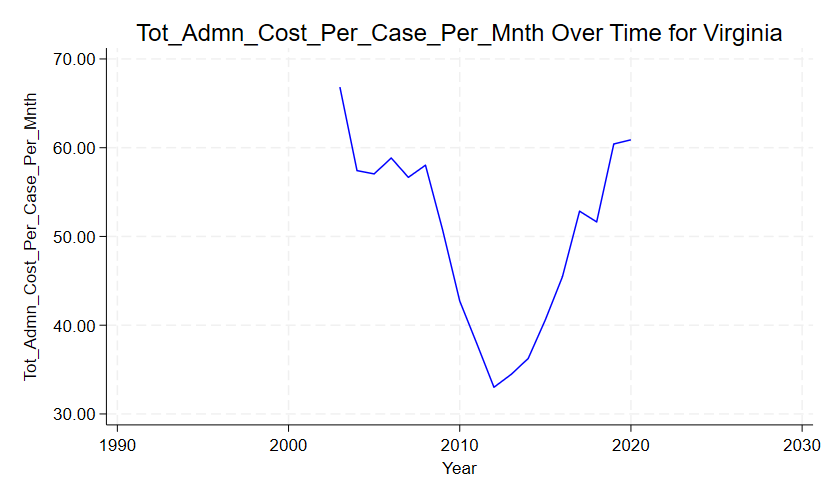 Tot_Admn_Cost_Per_Case_Per_Mnth Over Time for Virginia
Tot_Admn_Cost_Per_Case_Per_Mnth
70.00
60.00
50.00
40.00
30.00
1990 2000 2010 2020 2030
Year